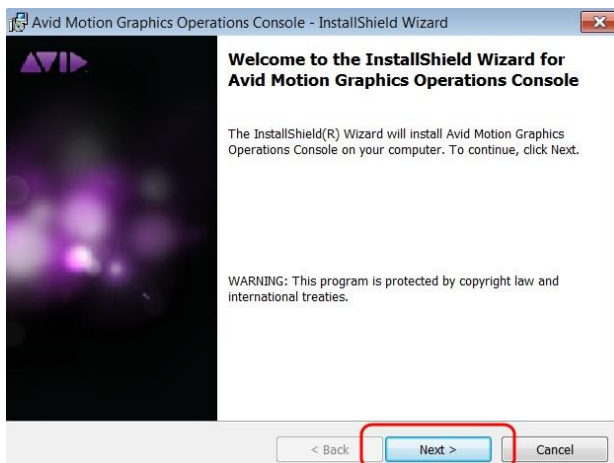 Avid Motion Graphics Operations Console - InstallShield Wizard
AVID
Welcome to the InstallShield Wizard for
Avid Motion Graphics Operations Console
The InstallShield(R) Wizard will install Avid Motion Graphics
Operations Console on your computer. To continue, click Next.
WARNING: This program is protected by copyright law and
international treaties.
< Back
Next >
Cancel